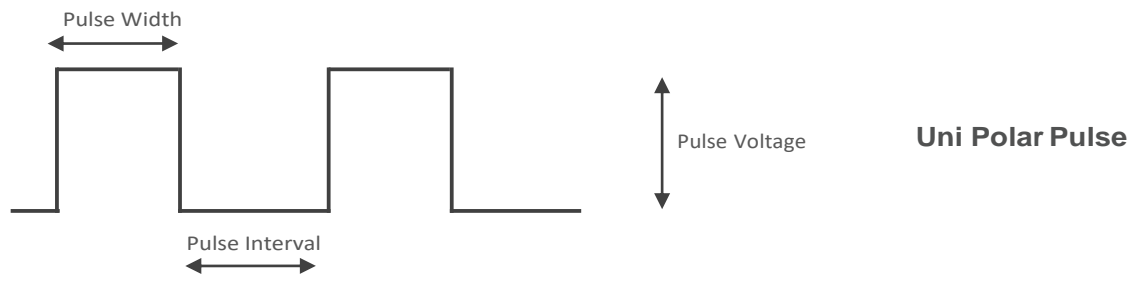 Pulse Width
Pulse Voltage
Uni Polar Pulse
Pulse Interval